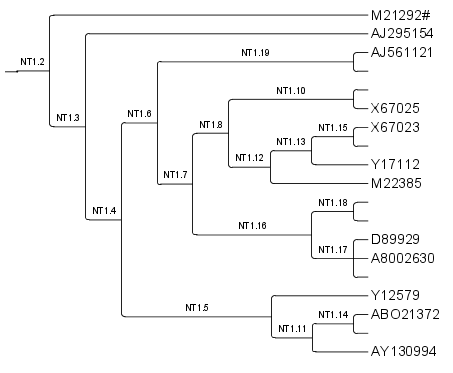 M21292#
AJ295154
NT1.19 AJ561121
NT1.2
NT1.10
X67025
NT1.3
NT1.6
NT1.8
NT1.15 X67023
NT1.13
Y17112
NT1.12
NT1.7
M22385
NT1.18
NT1.4
NT1.16
D89929
NT1.17
A8002630
Y12579
NT1.5
NT1.14 ABO21372
NT1.11
AY130994